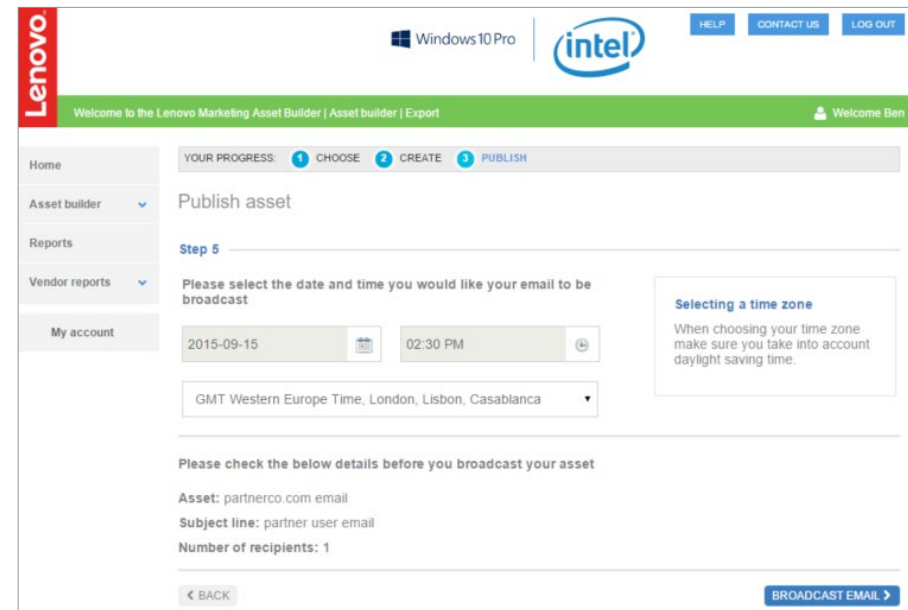 Lenovo
Windows 10 Pro
intel
HELP
CONTACT US
LOG OUT
Welcome to the Lenovo Marketing Asset Builder | Asset builder | Export
Welcome Ben
Home
Asset builder
Reports
Vendor reports
My account
YOUR PROGRESS: 1 CHOOSE 2 CREATE 3 PUBLISH
Publish asset
Step 5
Please select the date and time you would like your email to be
broadcast
2015-09-15
02:30 PM
GMT Western Europe Time, London, Lisbon, Casablanca
Selecting a time zone
When choosing your time zone
make sure you take into account
daylight saving time.
Please check the below details before you broadcast your asset
Asset: partnerco.com email
Subject line: partner user email
Number of recipients: 1
BACK
BROADCAST EMAIL